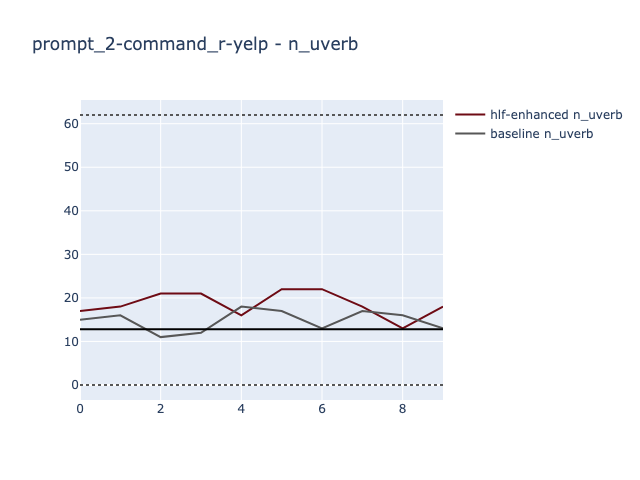 prompt_2-command_r-yelp - n_uverb
hlf-enhanced n_uverb
baseline n_uverb
60
50
40
30
20
10
0
0 2 4 6 8